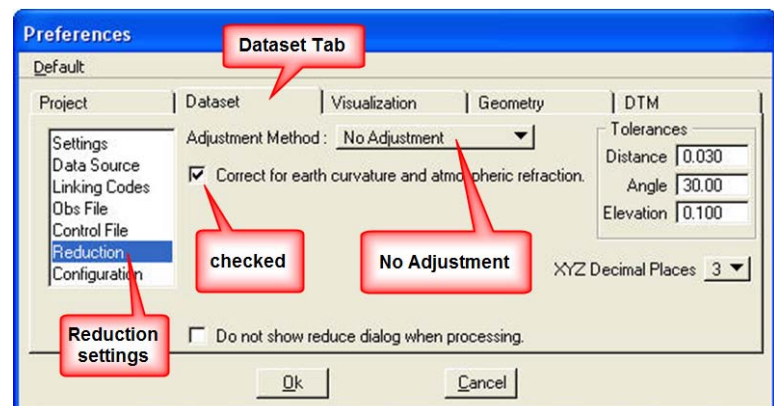 Preferences
Dataset Tab
Default
Project
Dataset
Visualization
Geometry
DTM
Settings
Data Source
Linking Codes
Obs File
Control File
Reduction
Configuration
Adjustment Method : No Adjustment
Correct for earth curvature and atmospheric refraction.
Tolerances
Distance 0.030
Angle 30.00
Elevation 0.100
checked
No Adjustment
XYZ Decimal Places 3
Reduction
settings
Do not show reduce dialog when processing.
Ok
Cancel